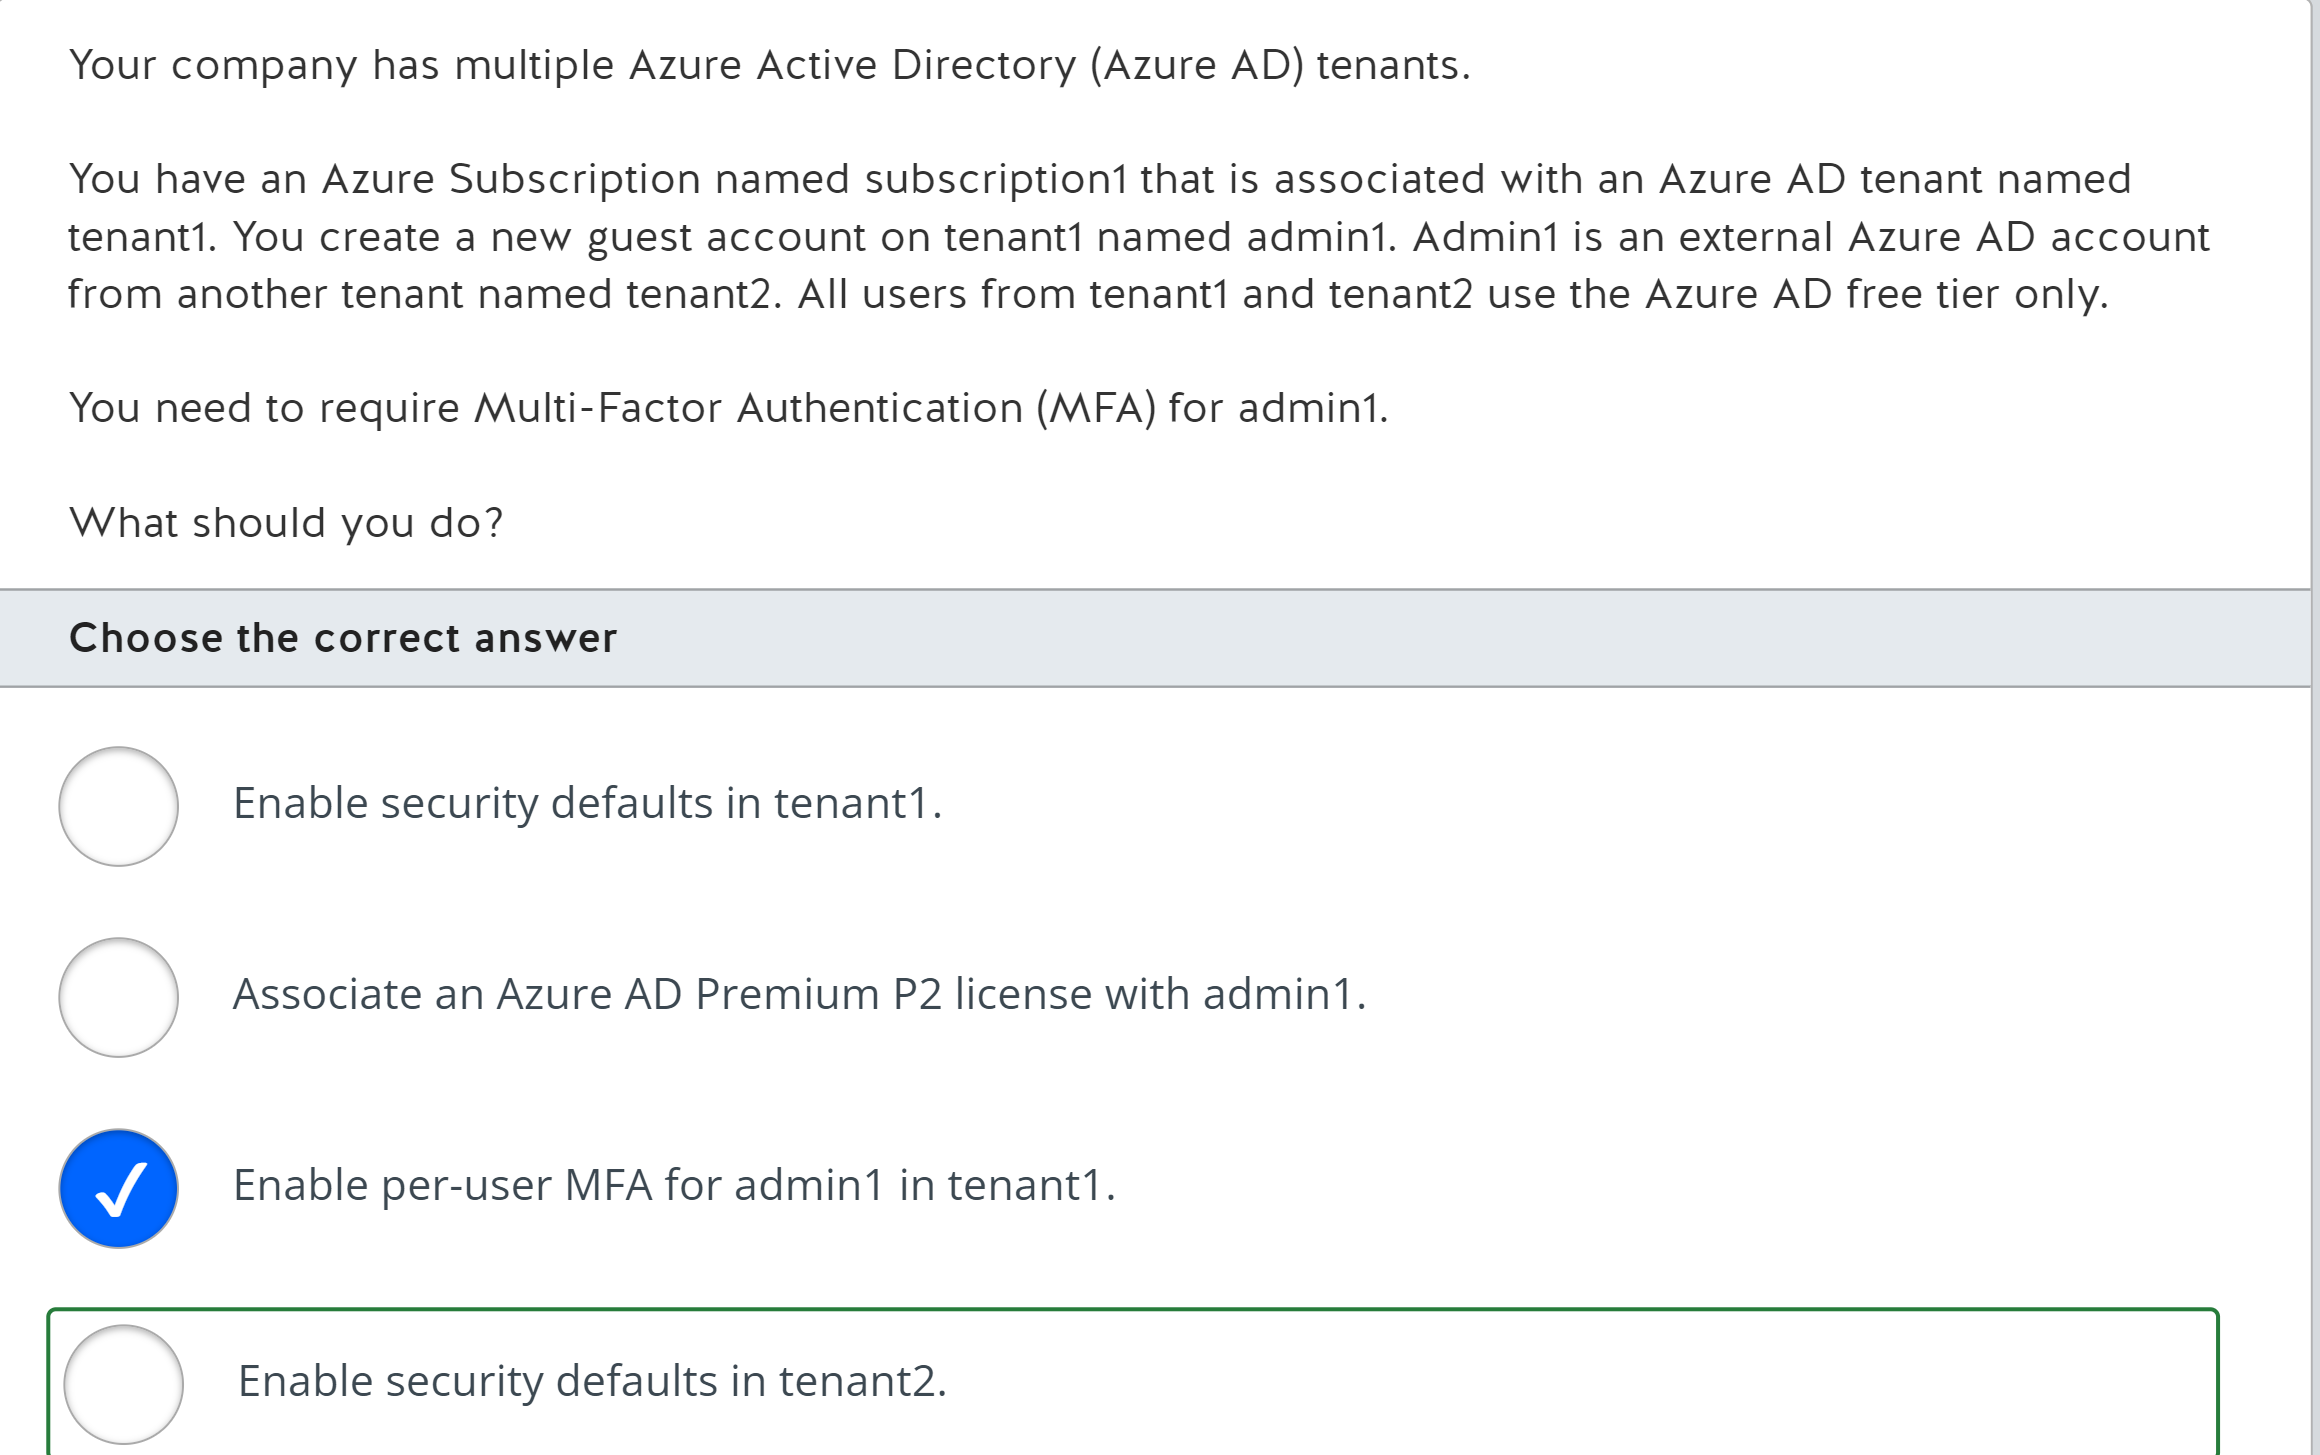 Your company has multiple Azure Active Directory (Azure AD) tenants.
You have an Azure Subscription named subscription1 that is associated with an Azure AD tenant named
tenant1. You create a new guest account on tenant1 named admin1. Admin1 is an external Azure AD account
from another tenant named tenant2. All users from tenant1 and tenant2 use the Azure AD free tier only.
You need to require Multi-Factor Authentication (MFA) for admin1.
What should you do?
Choose the correct answer
Enable security defaults in tenant1.
Associate an Azure AD Premium P2 license with admin1.
Enable per-user MFA for admin1 in tenant1.
Enable security defaults in tenant2.